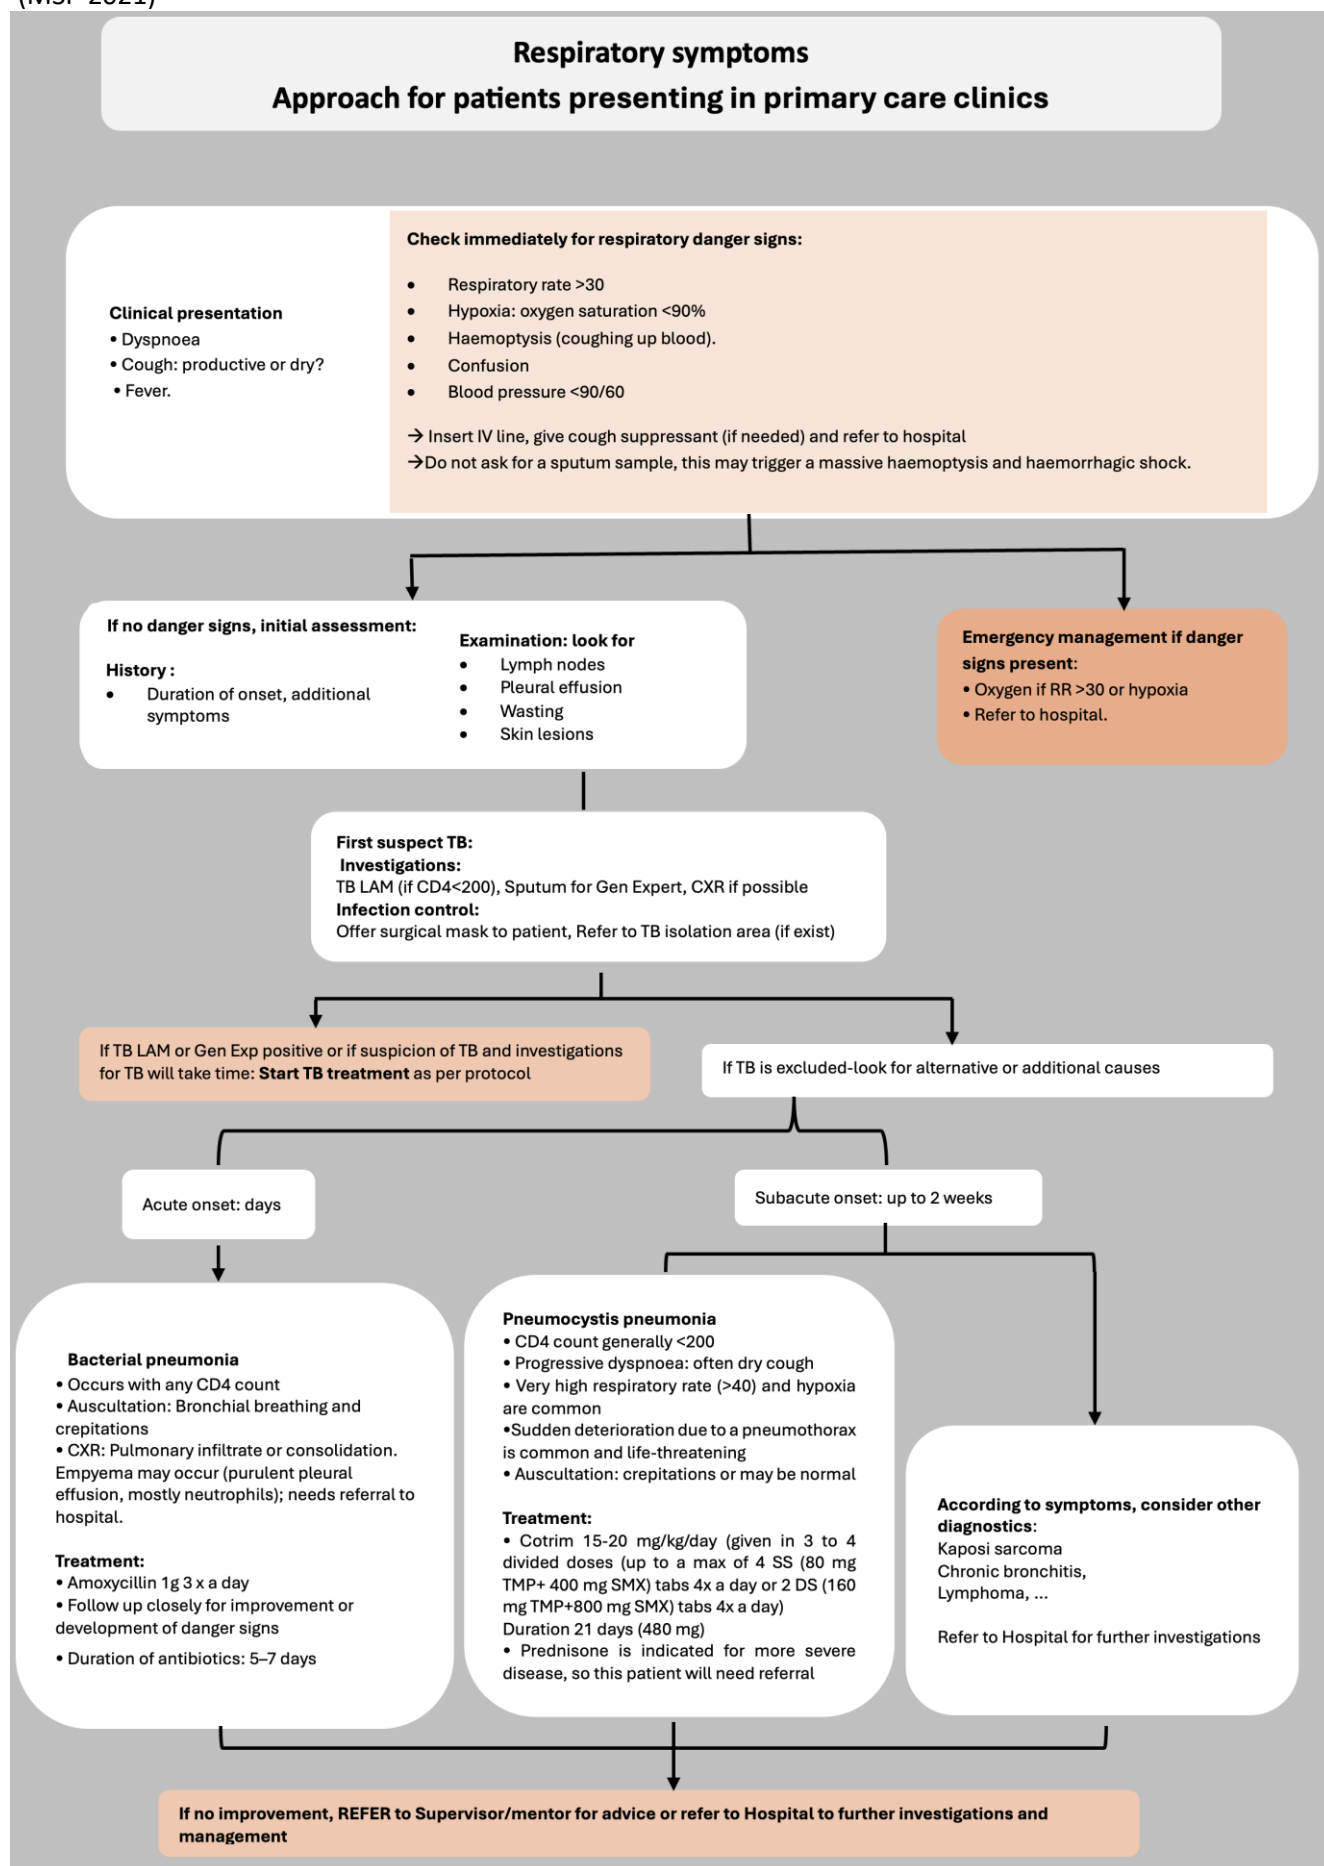 (MSF 2021)
Respiratory symptoms
Approach for patients presenting in primary care clinics
Clinical presentation
• Dyspnoea
• Cough: productive or dry?
• Fever.
Check immediately for respiratory danger signs:
• Respiratory rate >30
• Hypoxia: oxygen saturation <90%
• Haemoptysis (coughing up blood).
• Confusion
• Blood pressure <90/60
→ Insert IV line, give cough suppressant (if needed) and refer to hospital
→Do not ask for a sputum sample, this may trigger a massive haemoptysis and haemorrhagic shock.
If no danger signs, initial assessment:
History :
• Duration of onset, additional
symptoms
Examination: look for
• Lymph nodes
• Pleural effusion
• Wasting
• Skin lesions
Emergency management if danger
signs present:
• Oxygen if RR >30 or hypoxia
• Refer to hospital.
First suspect TB:
Investigations:
TB LAM (if CD4<200), Sputum for Gen Expert, CXR if possible
Infection control:
Offer surgical mask to patient, Refer to TB isolation area (if exist)
If TB LAM or Gen Exp positive or if suspicion of TB and investigations
for TB will take time: Start TB treatment as per protocol
If TB is excluded-look for alternative or additional causes
Acute onset: days
Subacute onset: up to 2 weeks
Bacterial pneumonia
• Occurs with any CD4 count
• Auscultation: Bronchial breathing and
crepitations
• CXR: Pulmonary infiltrate or consolidation.
Empyema may occur (purulent pleural
effusion, mostly neutrophils); needs referral to
hospital.
Treatment:
• Amoxycillin 1g 3 x a day
• Follow up closely for improvement or
development of danger signs
• Duration of antibiotics: 5–7 days
Pneumocystis pneumonia
• CD4 count generally <200
• Progressive dyspnoea: often dry cough
• Very high respiratory rate (>40) and hypoxia
are common
•Sudden deterioration due to a pneumothorax
is common and life-threatening
• Auscultation: crepitations or may be normal
Treatment:
• Cotrim 15-20 mg/kg/day (given in 3 to 4
divided doses (up to a max of 4 SS (80 mg
TMP+ 400 mg SMX) tabs 4x a day or 2 DS (160
mg TMP+800 mg SMX) tabs 4x a day)
Duration 21 days (480 mg)
• Prednisone is indicated for more severe
disease, so this patient will need referral
According to symptoms, consider other
diagnostics:
Kaposi sarcoma
Chronic bronchitis,
Lymphoma, ...
Refer to Hospital for further investigations
If no improvement, REFER to Supervisor/mentor for advice or refer to Hospital to further investigations and
management